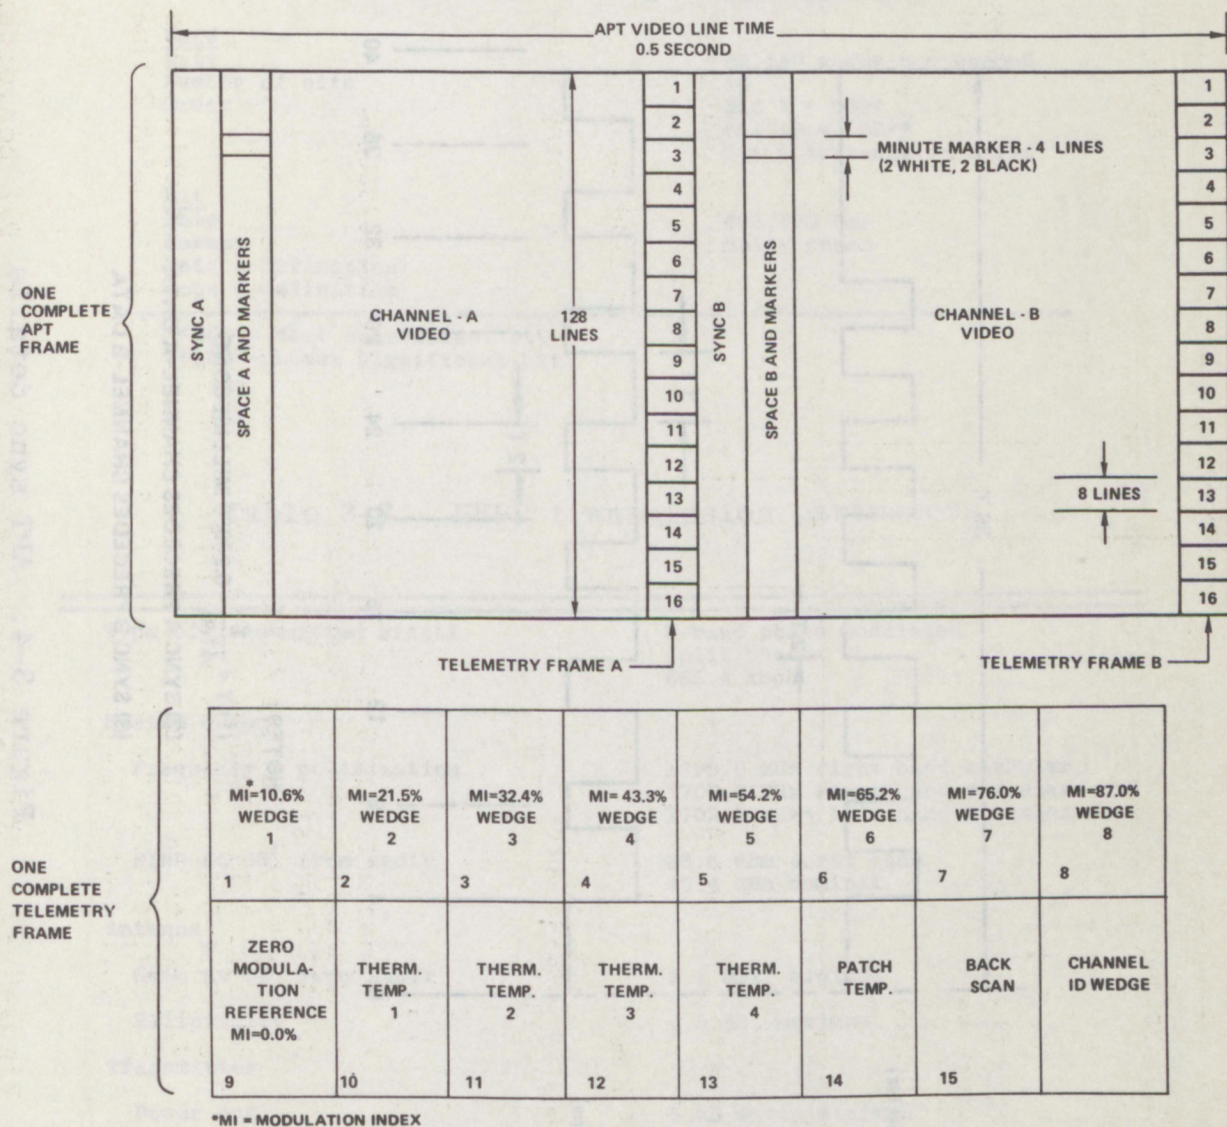 APT VIDEO LINE TIME
0.5 SECOND
ONE
COMPLETE
APT
FRAME
SYNC A
SPACE A AND MARKERS
CHANNEL - A
VIDEO
128
LINES
1
2
3
4
5
6
7
8
9
10
11
12
13
14
15
16
SYNC B
SPACE B AND MARKERS
MINUTE MARKER - 4 LINES
(2 WHITE, 2 BLACK)
CHANNEL - B
VIDEO
8 LINES
1
2
3
4
5
6
7
8
9
10
11
12
13
14
15
16
TELEMETRY FRAME A
TELEMETRY FRAME B
ONE
COMPLETE
TELEMETRY
FRAME
*
MI=10.6%
WEDGE
1
1
MI=21.5%
WEDGE
2
2
MI=32.4%
WEDGE
3
3
MI= 43.3%
WEDGE
4
4
MI=54.2%
WEDGE
5
5
MI=65.2%
WEDGE
6
6
MI=76.0%
WEDGE
7
7
MI=87.0%
WEDGE
8
8
ZERO
MODULA-
TION
REFERENCE
MI=0.0%
9
THERM.
TEMP.
1
10
THERM.
TEMP.
2
11
THERM.
TEMP.
3
12
THERM.
TEMP.
4
13
PATCH
TEMP.
14
BACK
SCAN
15
CHANNEL
ID WEDGE
*MI = MODULATION INDEX